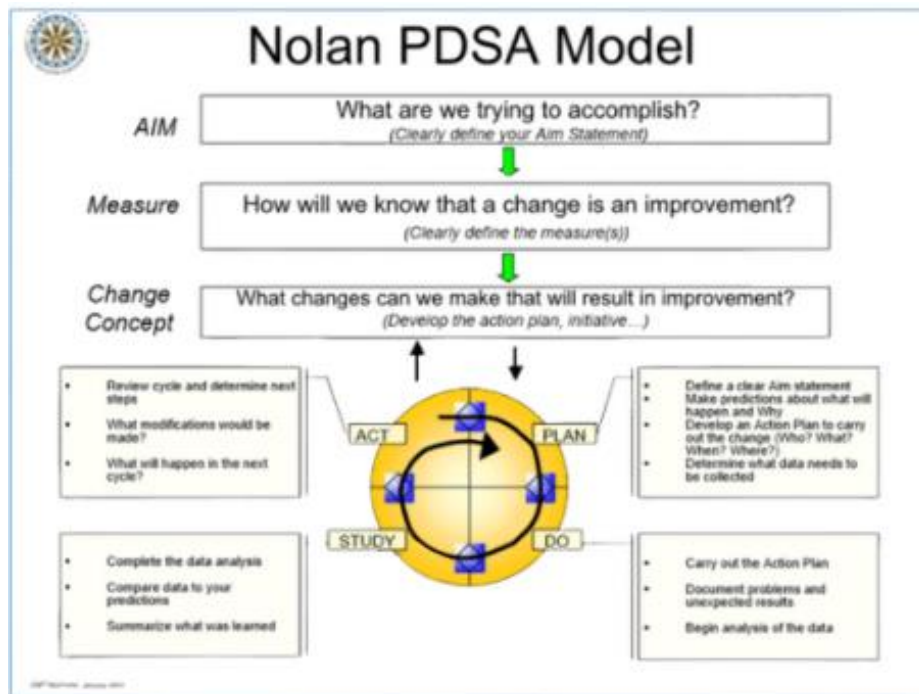 Nolan PDSA Model
AIM
What are we trying to accomplish?
(Clearly define your Aim Statement)
Measure
How will we know that a change is an improvement?
(Clearly define the measure(s))
Change
Concept
What changes can we make that will result in improvement?
(Develop the action plan, initiative…)
• Review cycle and determine next
steps
• What modifications would be
made?
• What will happen in the next
cycle?
ACT
PLAN
• Define a clear Aim statement
• Make predictions about what will
happen and Why
• Develop an Action Plan to carry
out the change (Who? What?
When? Where?)
• Determine what data needs to
be collected
STUDY
DO
• Complete the data analysis
• Compare data to your
predictions
• Summarize what was learned
• Carry out the Action Plan
• Document problems and
unexpected results
• Begin analysis of the data